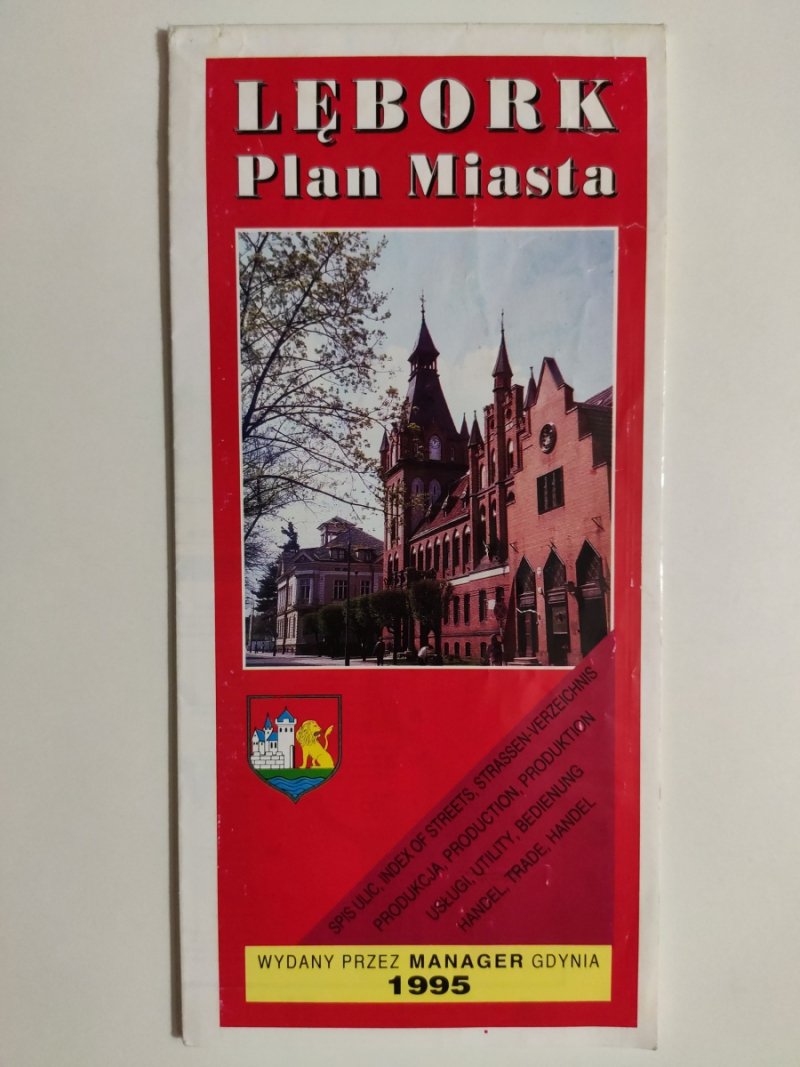 LĘBORK
Plan Miasta
SPIS ULIC, INDEX OF STREETS, STRASSEN-VERZEICHNIS
PRODUKCJA, PRODUCTION, PRODUKTION
USŁUGI, UTILITY, BEDIENUNG
HANDEL, TRADE, HANDEL
WYDANY PRZEZ MANAGER GDYNIA
1995